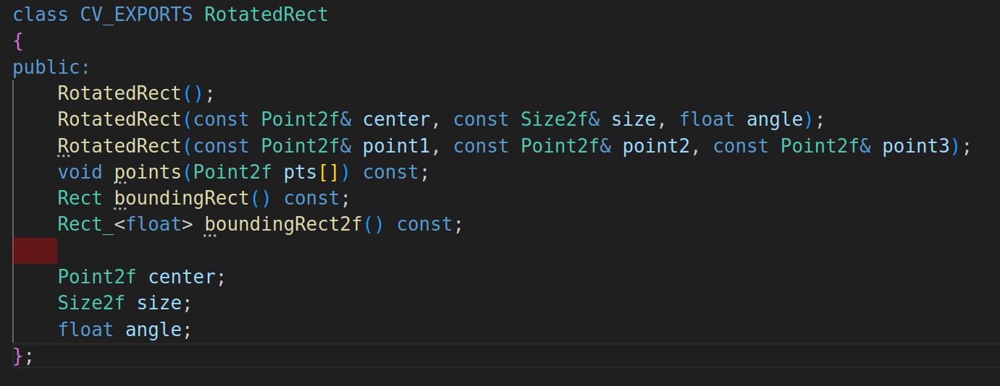 class CV_EXPORTS RotatedRect
{
public:
    RotatedRect();
    RotatedRect(const Point2f& center, const Size2f& size, float angle);
    RotatedRect(const Point2f& point1, const Point2f& point2, const Point2f& point3);
    void points(Point2f pts[]) const;
    Rect boundingRect() const;
    Rect_<float> boundingRect2f() const;
    Point2f center;
    Size2f size;
    float angle;
};